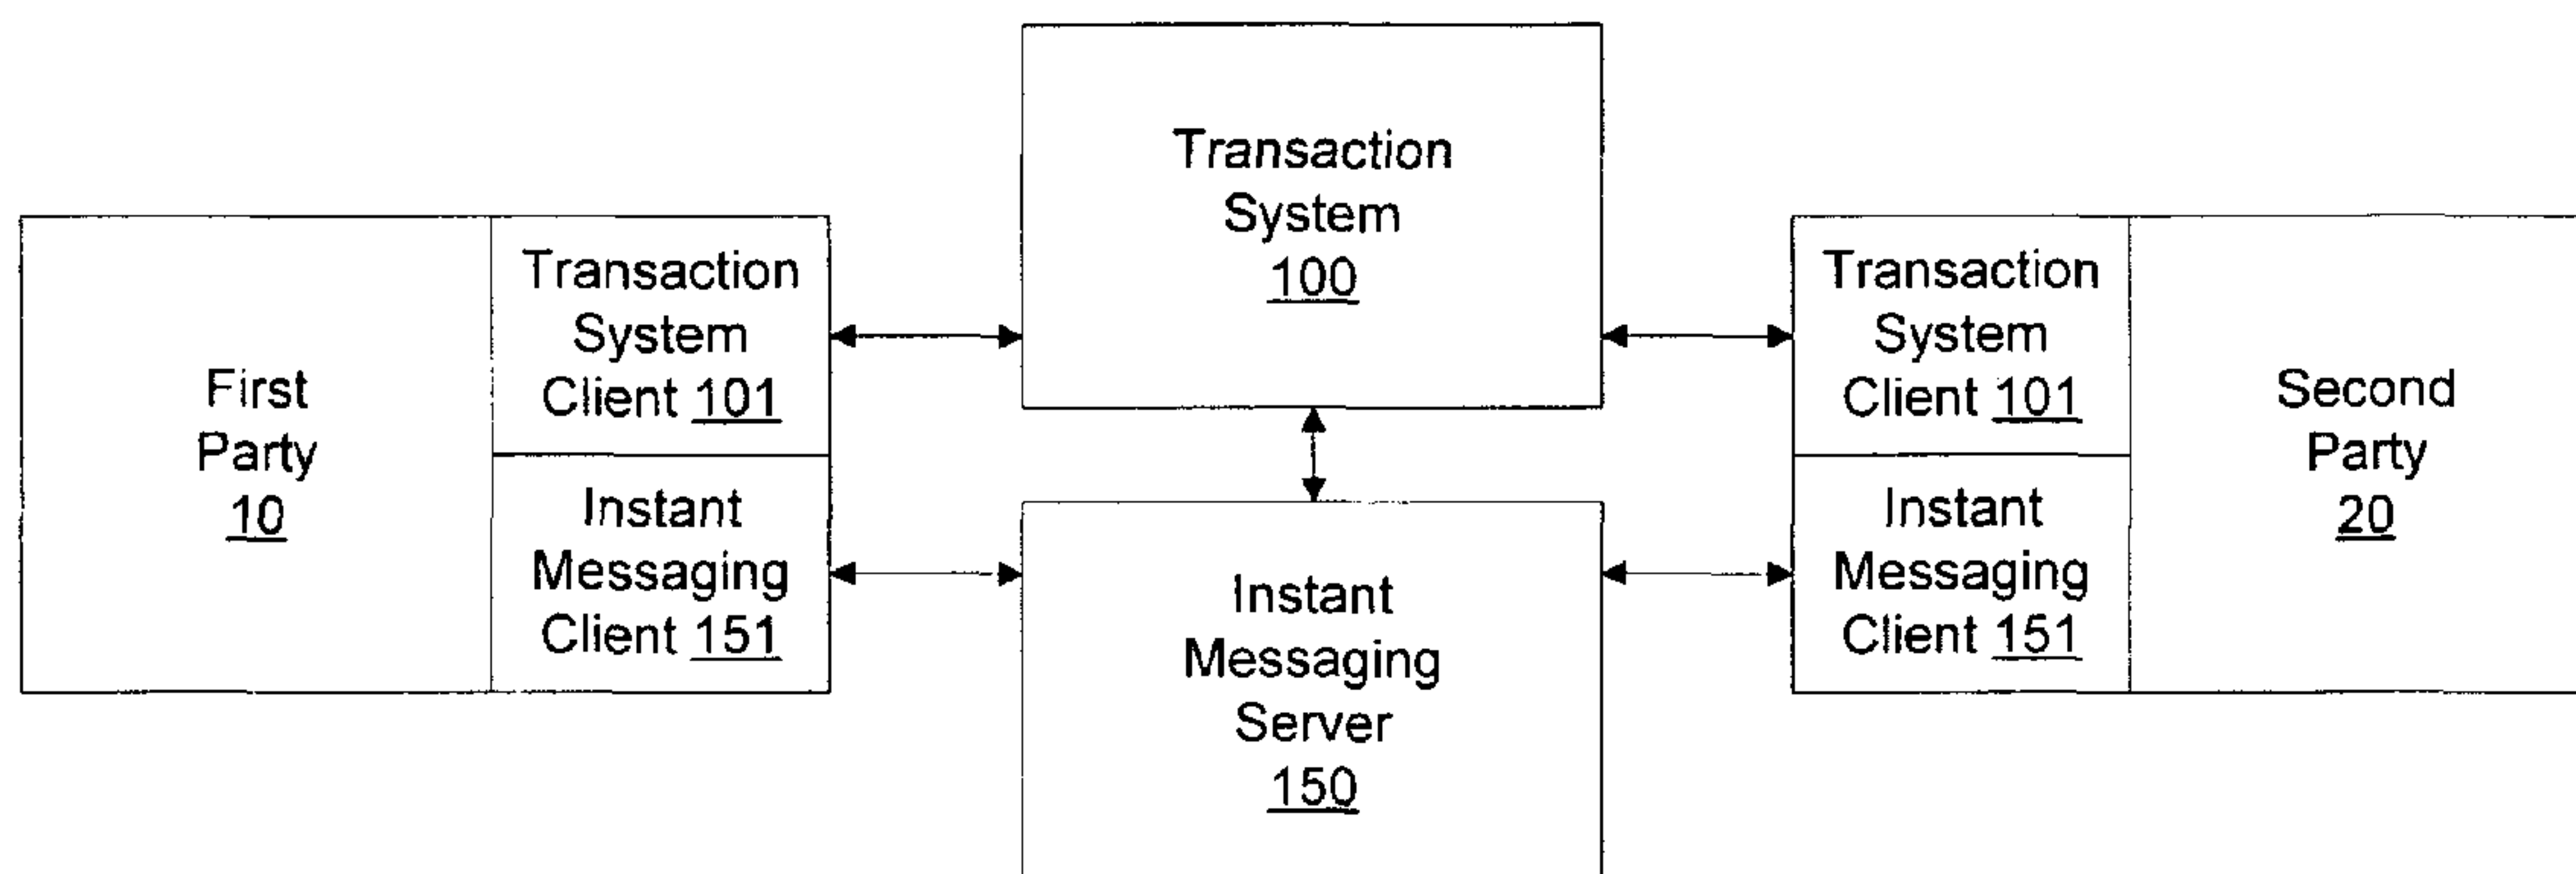 Transaction
System
100
First
Party
10
Transaction
System
Client 101
Instant
Messaging
Client 151
Instant
Messaging
Server
150
Transaction
System
Client 101
Instant
Messaging
Client 151
Second
Party
20